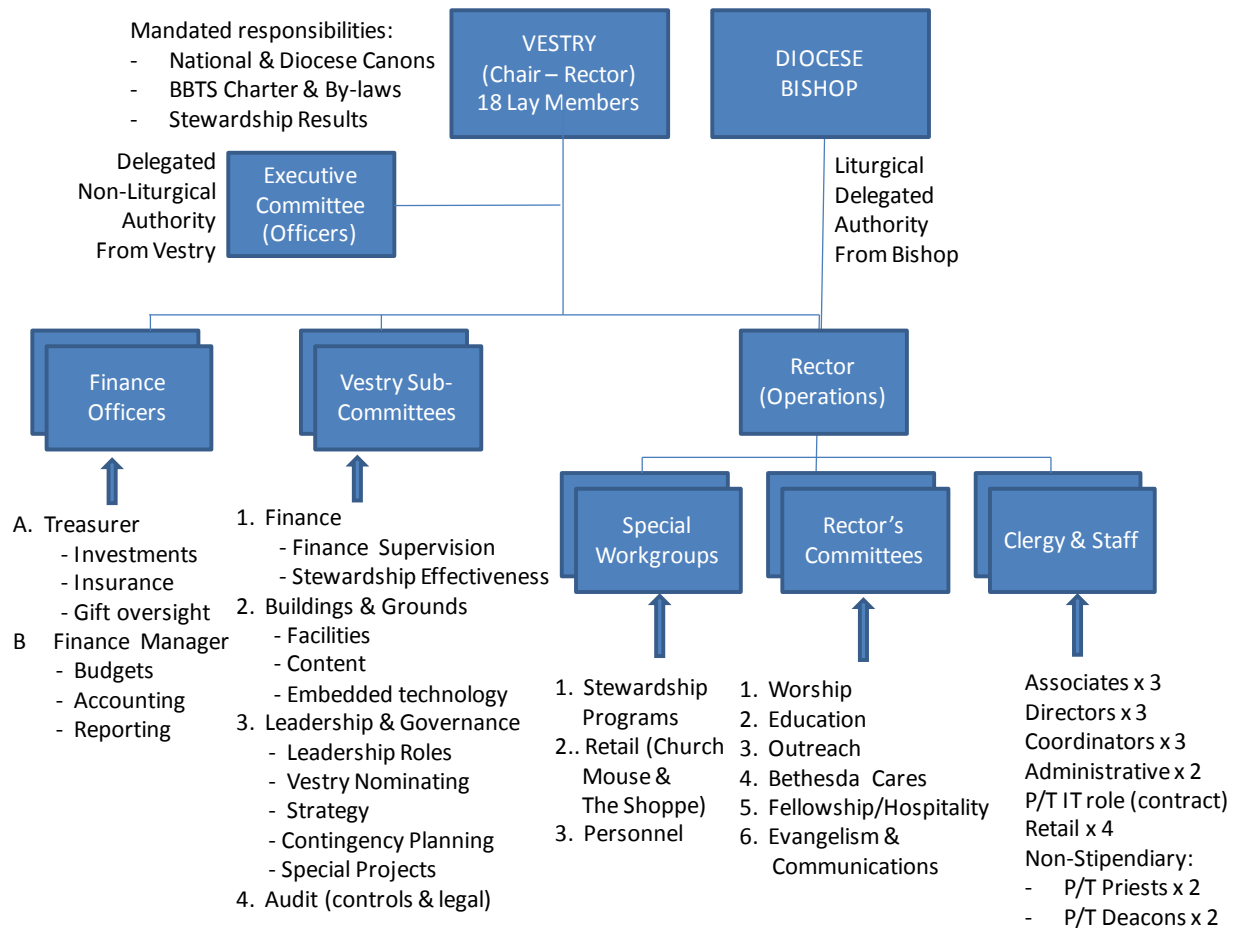 Mandated responsibilities:
- National & Diocese Canons
- BBTS Charter & By-laws
- Stewardship Results
VESTRY
(Chair – Rector)
18 Lay Members
DIOCESE
BISHOP
Delegated
Non-Liturgical
Authority
From Vestry
Executive
Committee
(Officers)
Liturgical
Delegated
Authority
From Bishop
Finance
Officers
Vestry Sub-
Committees
Rector
(Operations)
A. Treasurer
- Investments
- Insurance
- Gift oversight
B Finance Manager
- Budgets
- Accounting
- Reporting
1. Finance
- Finance Supervision
- Stewardship Effectiveness
2. Buildings & Grounds
- Facilities
- Content
- Embedded technology
3. Leadership & Governance
- Leadership Roles
- Vestry Nominating
- Strategy
- Contingency Planning
- Special Projects
4. Audit (controls & legal)
Special
Workgroups
Rector’s
Committees
Clergy & Staff
1. Stewardship
Programs
2.. Retail (Church
Mouse &
The Shoppe)
3. Personnel
1. Worship
2. Education
3. Outreach
4. Bethesda Cares
5. Fellowship/Hospitality
6. Evangelism &
Communications
Associates x 3
Directors x 3
Coordinators x 3
Administrative x 2
P/T IT role (contract)
Retail x 4
Non-Stipendiary:
- P/T Priests x 2
- P/T Deacons x 2